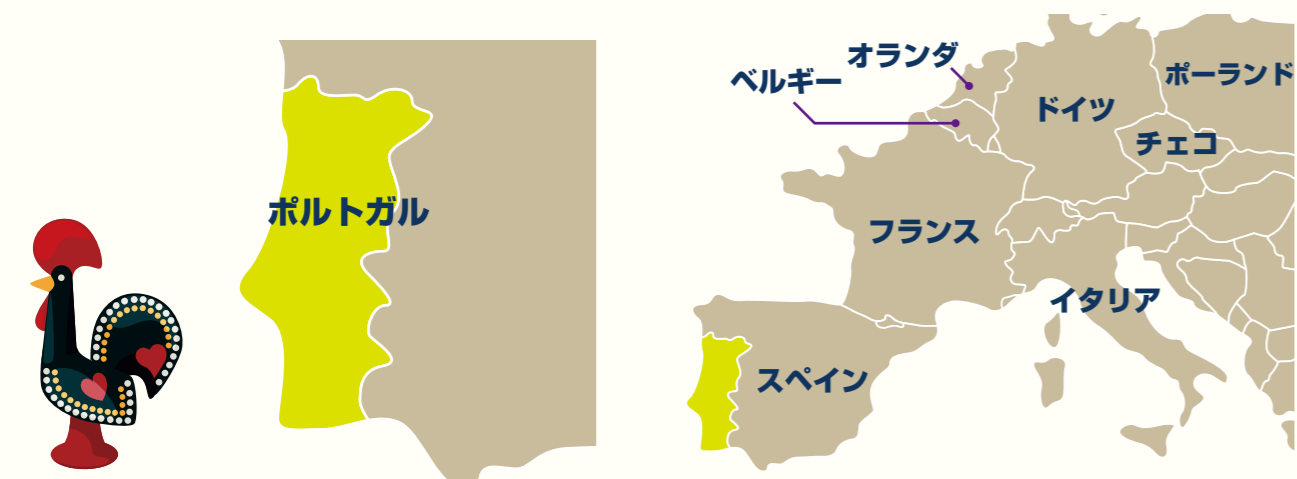 ポルトガル
オランダ
ベルギー
ポーランド
ドイツ
チェコ
フランス
イタリア
スペイン